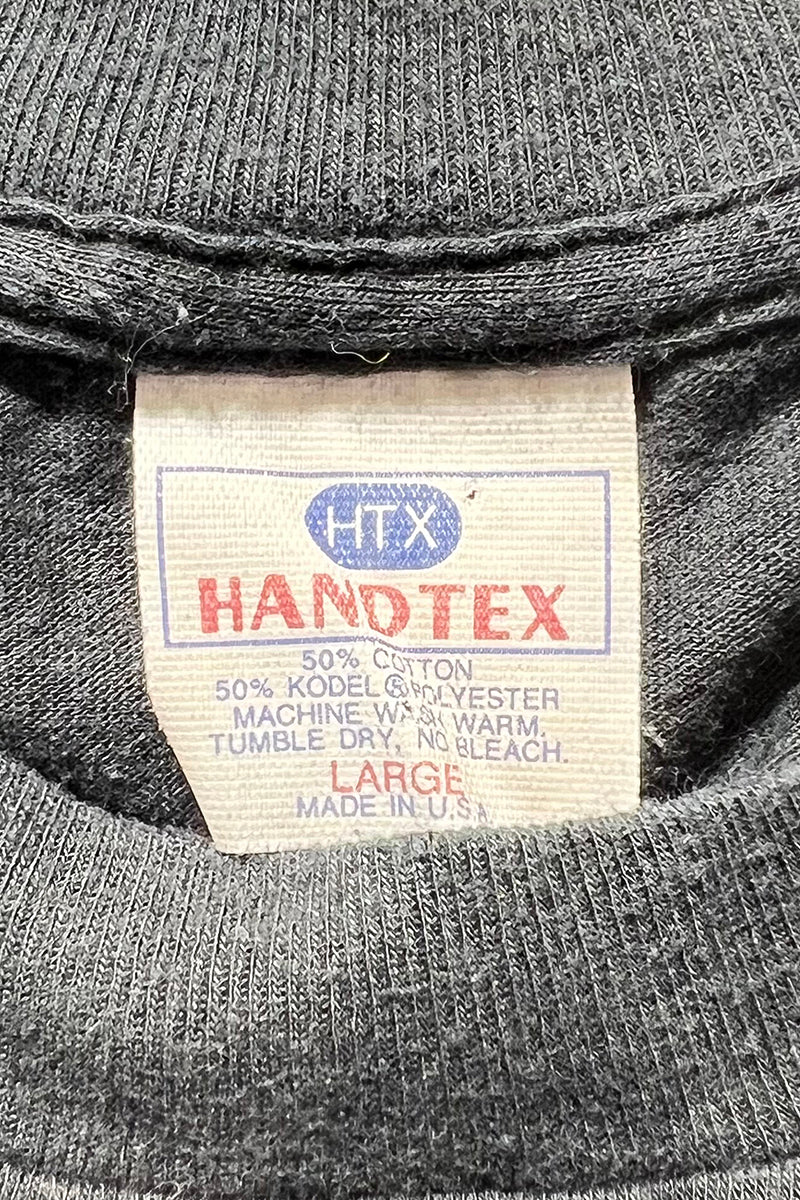 HTX
HANDTEX
50% COTTON
50% KODEL ® POLYESTER
MACHINE WASH WARM.
TUMBLE DRY, NO BLEACH.
LARGE
MADE IN U.S.A.